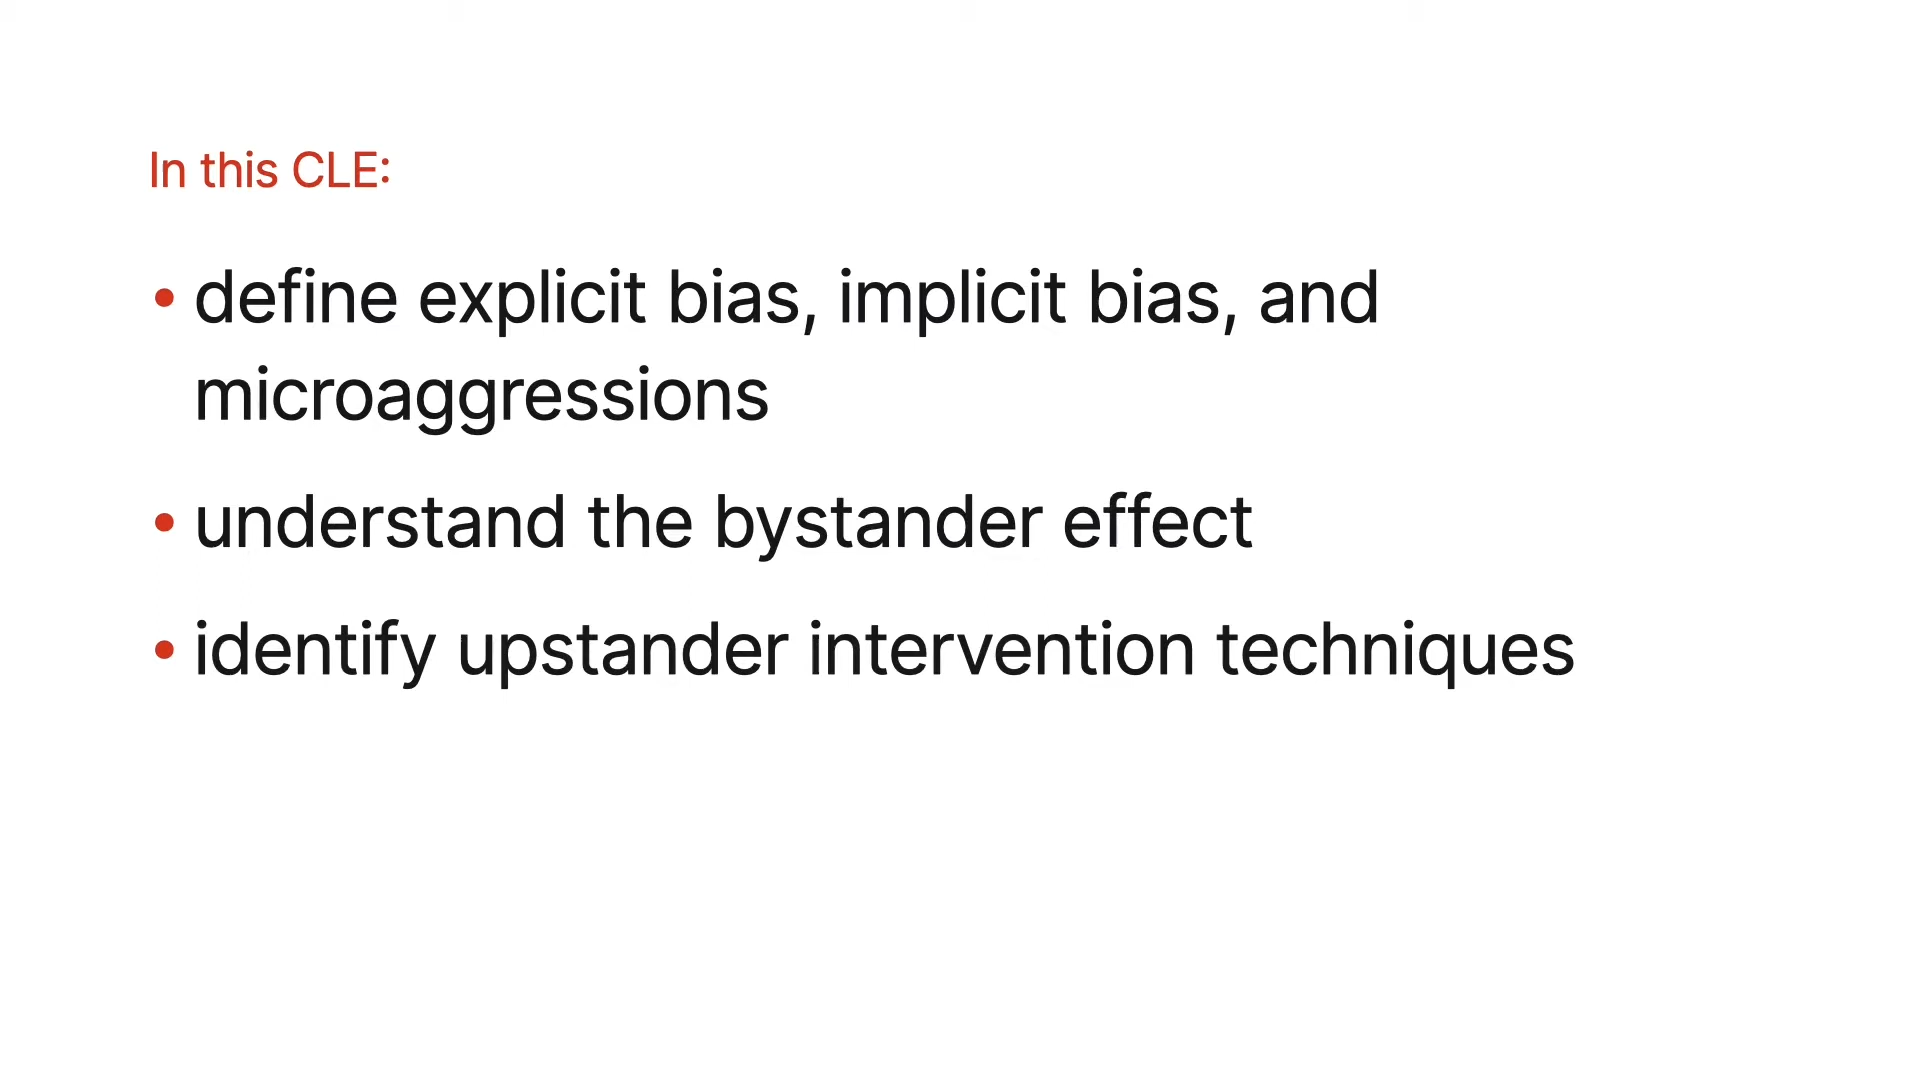 In this CLE:
• define explicit bias, implicit bias, and
microaggressions
• understand the bystander effect
• identify upstander intervention techniques